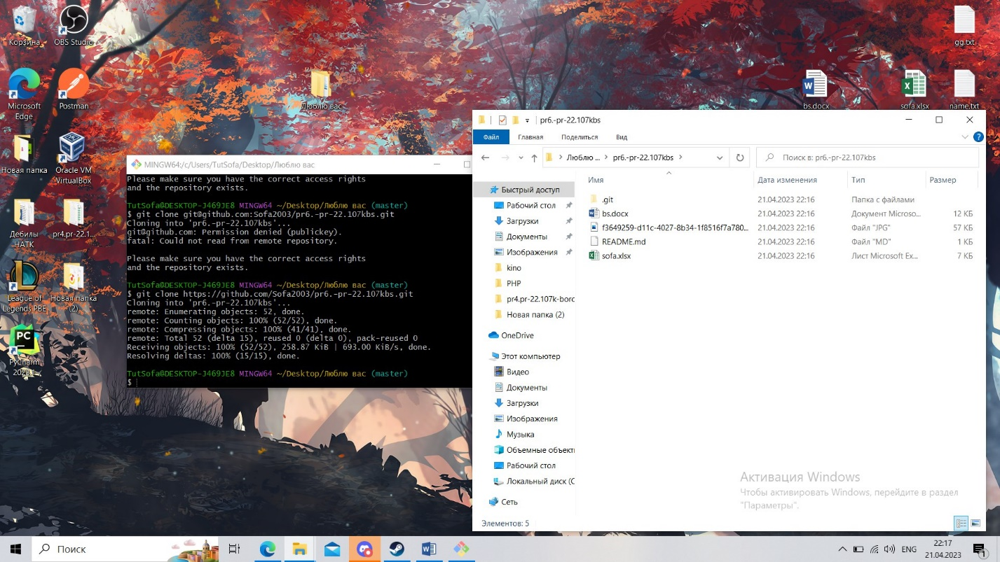 Корзина
OBS Studio
gg.txt
Microsoft
Edge
Postman
Люблю вас
bs.docx
sofa.xlsx
name.txt
Новая папка
Oracle VM
VirtualBox
Дебилы
НАТК
pr4.pr-22.1...
League of
Legends PBE
Новая папка
(2)
PyCharm
MINGW64:/c/Users/TutSofa/Desktop/Люблю вас
Please make sure you have the correct access rights
and the repository exists.
TutSofa@DESKTOP-J469JE8 MINGW64 ~/Desktop/Люблю вас (master)
$ git clone git@github.com:Sofa2003/pr6.-pr-22.107kbs.git
Cloning into 'pr6.-pr-22.107kbs'...
git@github.com: Permission denied (publickey).
fatal: Could not read from remote repository.
Please make sure you have the correct access rights
and the repository exists.
TutSofa@DESKTOP-J469JE8 MINGW64 ~/Desktop/Люблю вас (master)
$ git clone https://github.com/Sofa2003/pr6.-pr-22.107kbs.git
Cloning into 'pr6.-pr-22.107kbs'...
remote: Enumerating objects: 52, done.
remote: Counting objects: 100% (52/52), done.
remote: Compressing objects: 100% (41/41), done.
remote: Total 52 (delta 15), reused 0 (delta 0), pack-reused 0
Receiving objects: 100% (52/52), 258.87 KiB | 693.00 KiB/s, done.
Resolving deltas: 100% (15/15), done.
TutSofa@DESKTOP-J469JE8 MINGW64 ~/Desktop/Люблю вас (master)
$
pr6.-pr-22.107kbs
Файл Главная Поделиться Вид
Люблю ... pr6.-pr-22.107kbs
Поиск в: pr6.-pr-22.107kbs
Быстрый доступ
Рабочий стол
Загрузки
Документы
Изображения
kino
PHP
pr4.pr-22.107k-borc
Новая папка (2)
OneDrive
Этот компьютер
Видео
Документы
Загрузки
Изображения
Музыка
Объемные объект
Рабочий стол
Локальный диск (C
Сеть
Имя Дата изменения Тип Размер
.git 21.04.2023 22:16 Папка с файлами
bs.docx 21.04.2023 22:16 Документ Microso... 12 КБ
f3649259-d11c-4027-8b34-1f8516f7a780... 21.04.2023 22:16 Файл "JPG" 57 КБ
README.md 21.04.2023 22:16 Файл "MD" 1 КБ
sofa.xlsx 21.04.2023 22:16 Лист Microsoft Ex... 7 КБ
Активация Windows
Чтобы активировать Windows, перейдите в раздел
"Параметры".
Элементов: 5
Поиск
ENG
22:17
21.04.2023
1